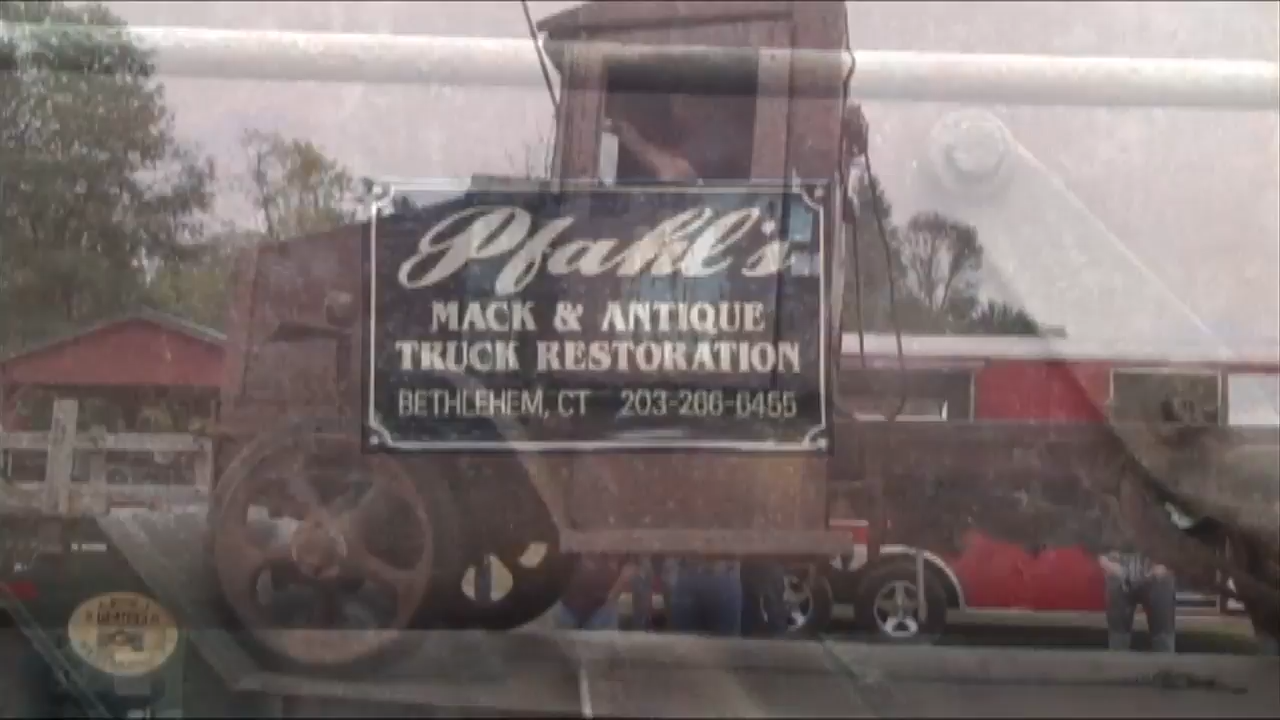 Pfahl's
MACK & ANTIQUE
TRUCK RESTORATION
BETHLEHEM, CT 203-266-6455